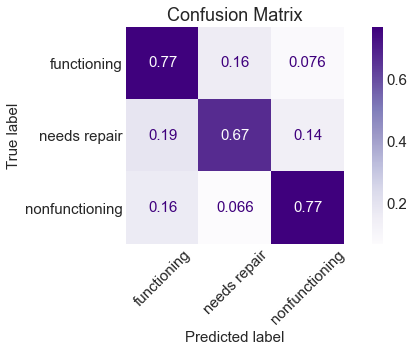 Confusion Matrix
True label
functioning 0.77 0.16 0.076
needs repair 0.19 0.67 0.14
nonfunctioning 0.16 0.066 0.77
functioning needs repair nonfunctioning
Predicted label
0.6
0.4
0.2